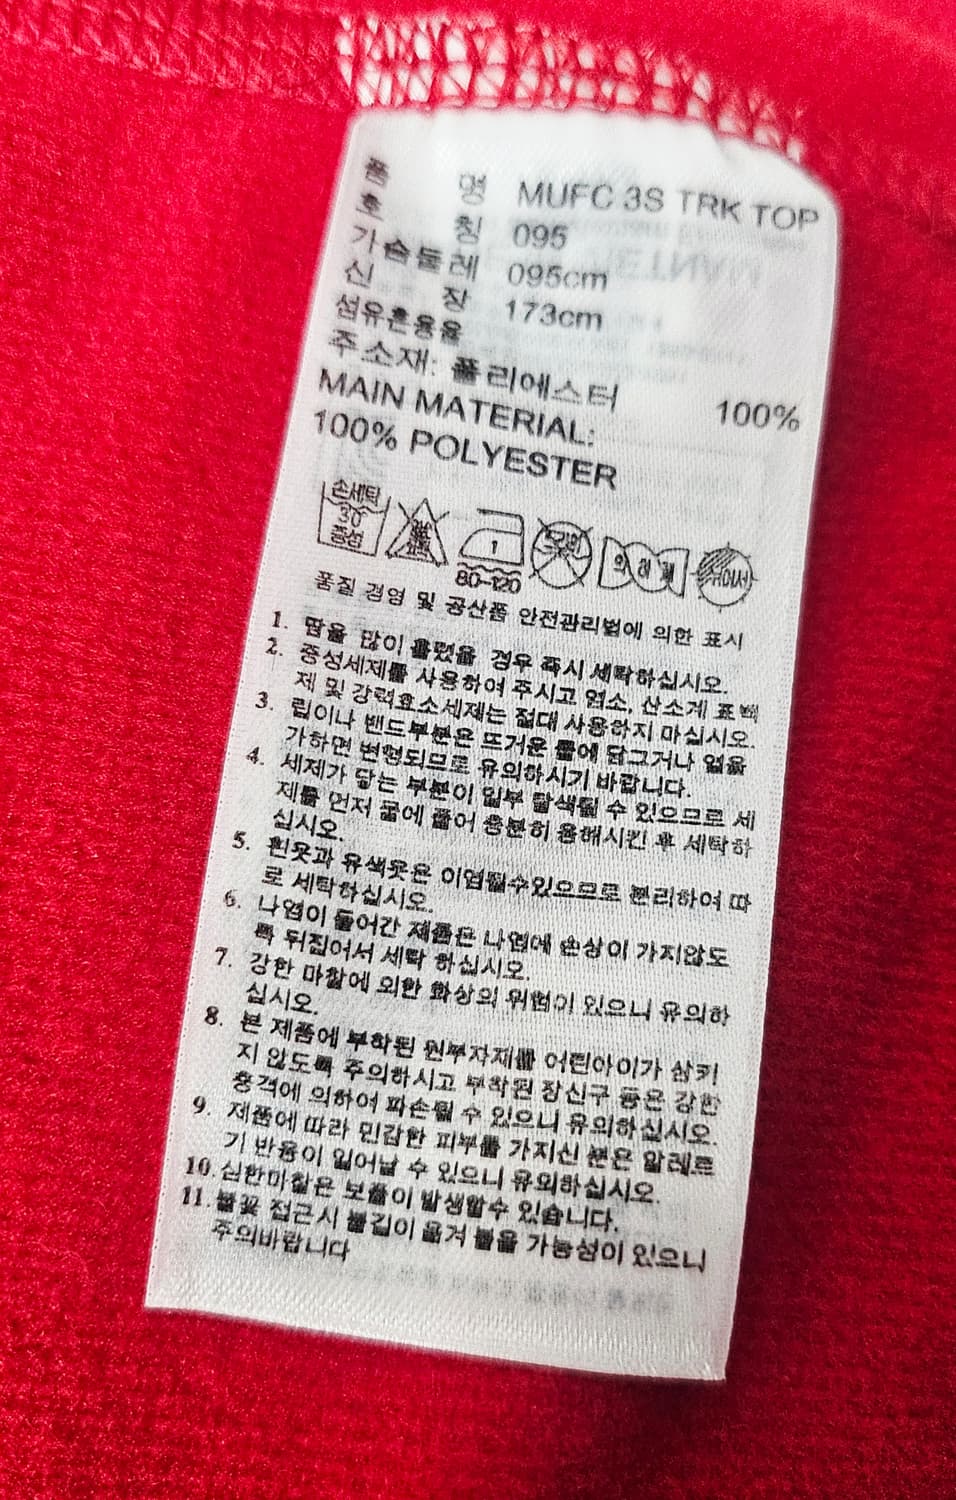 품 명 MUFC 3S TRK TOP
호 칭 095
가슴둘레 095cm
신 장 173cm
섬유혼용율
주소재: 폴리에스터 100%
MAIN MATERIAL:
100% POLYESTER
손세탁 30° 중성
1 80~120
드라이
약하게
뉘어서
품질 경영 및 공산품 안전관리법에 의한 표시
1. 땀을 많이 흘렸을 경우 즉시 세탁하십시오.
2. 중성세제를 사용하여 주시고 염소, 산소계 표백
제 및 강력효소세제는 절대 사용하지 마십시오.
3. 립이나 밴드부분은 뜨거운 물에 담그거나 열을
가하면 변형되므로 유의하시기 바랍니다.
4. 세제가 닿는 부분이 일부 탈색될 수 있으므로 세
제를 먼저 물에 풀어 충분히 용해시킨 후 세탁하
십시오.
5. 흰옷과 유색옷은 이염될수있으므로 분리하여 따
로 세탁하십시오.
6. 나염이 들어간 제품은 나염에 손상이 가지않도
록 뒤집어서 세탁 하십시오.
7. 강한 마찰에 의한 화상의 위험이 있으니 유의하
십시오.
8. 본 제품에 부착된 원부자재를 어린아이가 삼키
지 않도록 주의하시고 부착된 장신구 등은 강한
충격에 의하여 파손될 수 있으니 유의하십시오.
9. 제품에 따라 민감한 피부를 가지신 분은 알레르
기 반응이 일어날 수 있으니 유의하십시오.
10. 심한마찰은 보풀이 발생할수 있습니다.
11. 불꽃 접근시 불길이 옮겨 붙을 가능성이 있으니
주의바랍니다